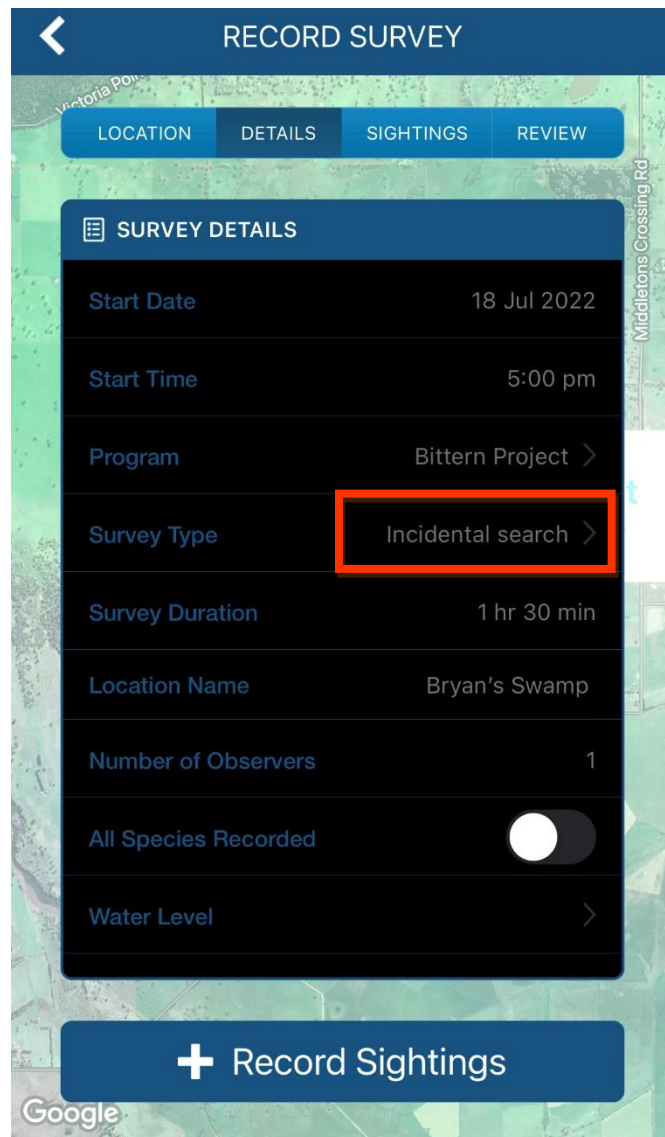 RECORD SURVEY
Victoria Poi
LOCATION DETAILS SIGHTINGS REVIEW
Middletons Crossing Rd
SURVEY DETAILS
Start Date 18 Jul 2022
Start Time 5:00 pm
Program Bittern Project
Survey Type Incidental search
t
Survey Duration 1 hr 30 min
Location Name Bryan's Swamp
Number of Observers 1
All Species Recorded
Water Level
+ Record Sightings
Google